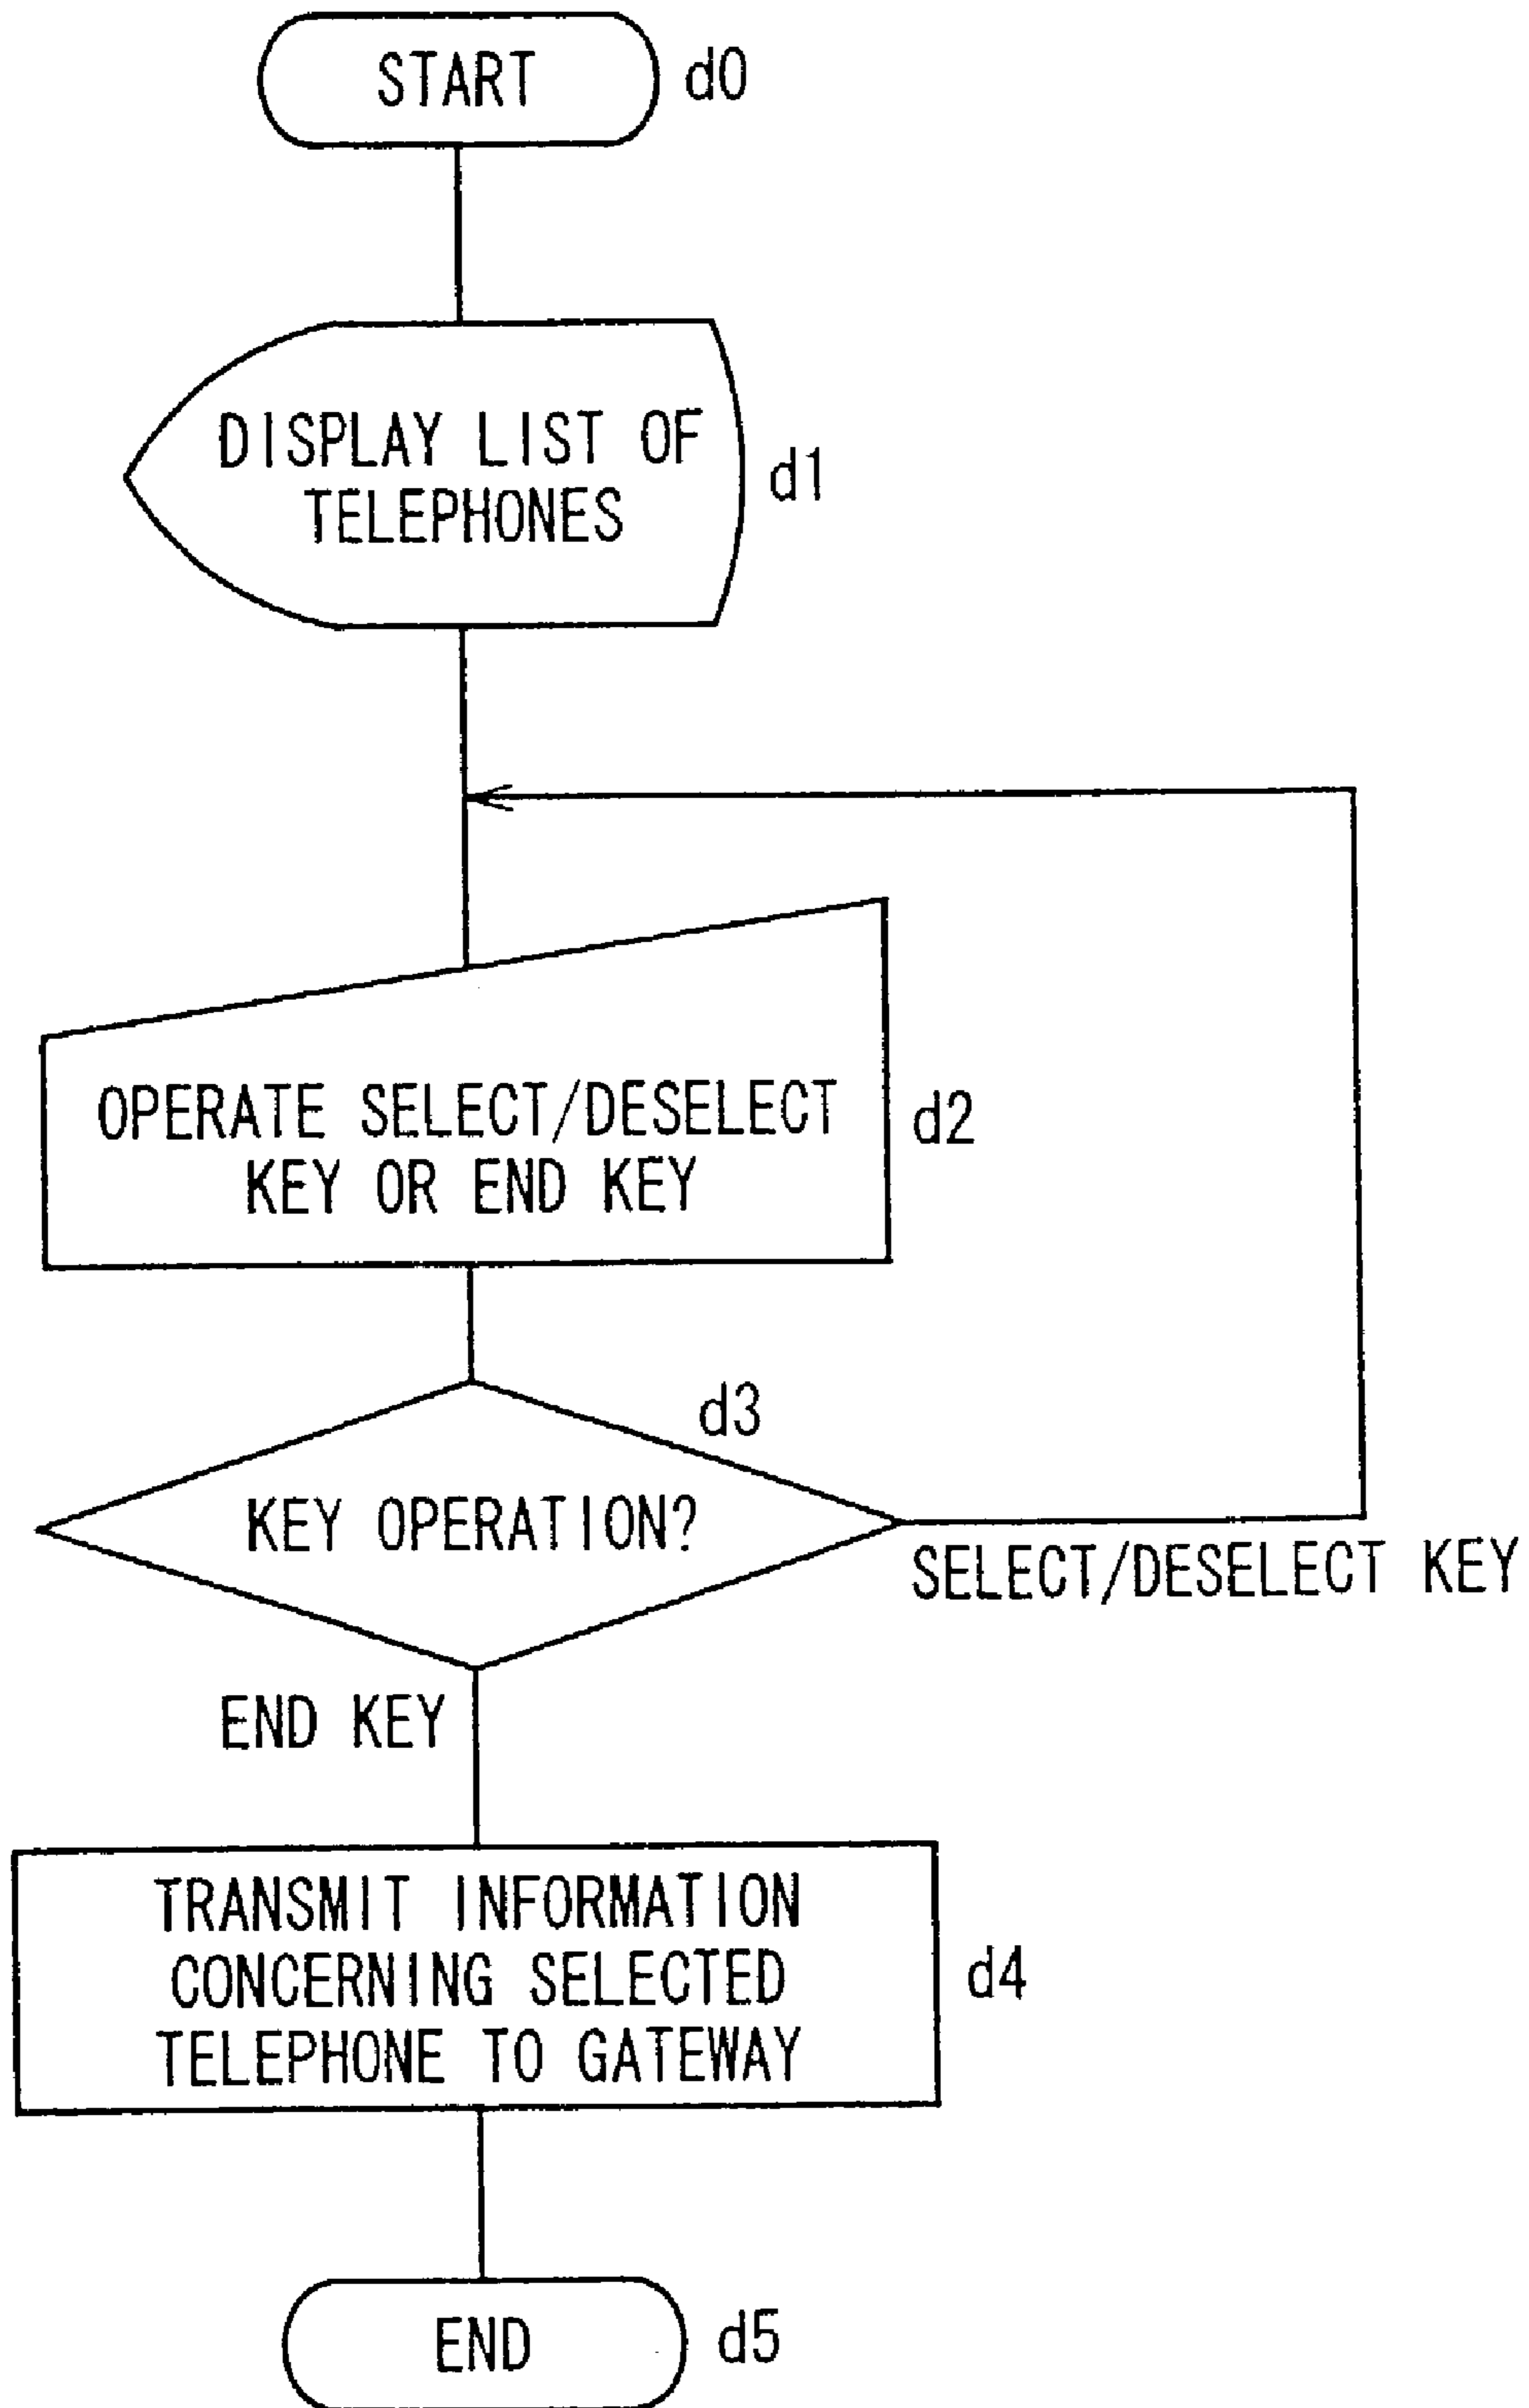 START d0
DISPLAY LIST OF
TELEPHONES
d1
OPERATE SELECT/DESELECT
KEY OR END KEY
d2
d3
KEY OPERATION?
SELECT/DESELECT KEY
END KEY
TRANSMIT INFORMATION
CONCERNING SELECTED
TELEPHONE TO GATEWAY
d4
END d5